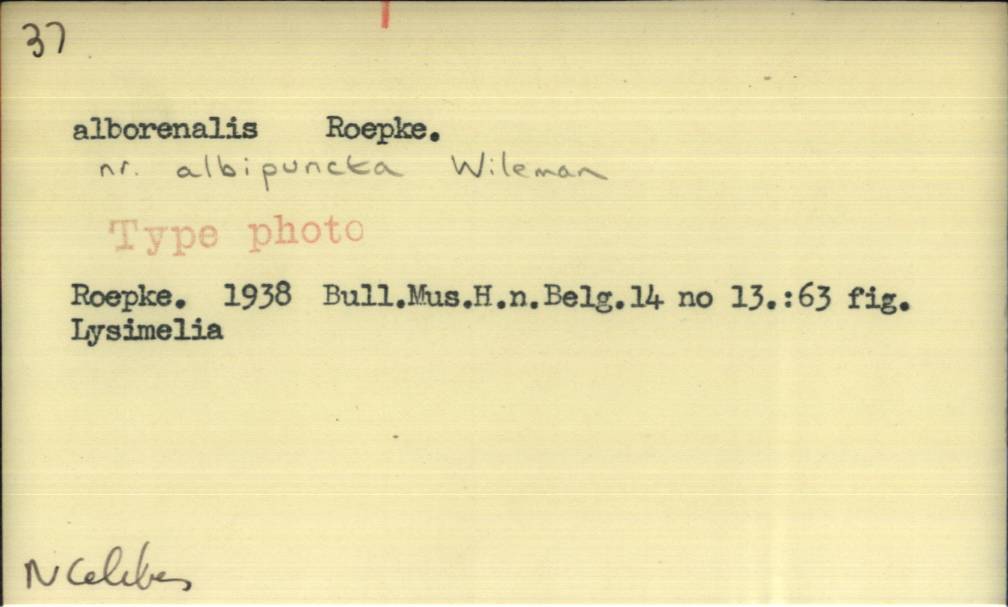 37
alborenalis Roepke.
nr. albipuncta Wileman
Type photo
Roepke. 1938 Bull.Mus.H.n.Belg.14 no 13.:63 fig.
Lysimelia
N Celebes